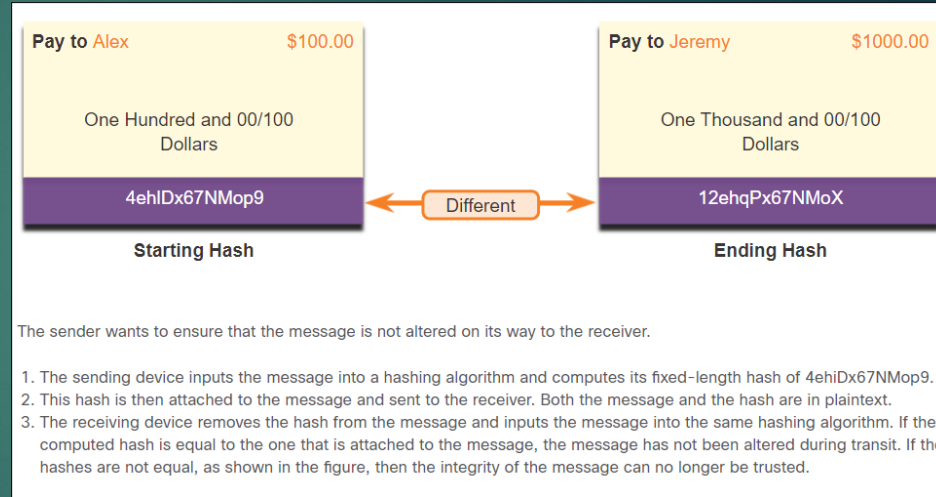 Pay to Alex $100.00
One Hundred and 00/100
Dollars
4ehIDx67NMop9
Starting Hash
Different
Pay to Jeremy $1000.00
One Thousand and 00/100
Dollars
12ehqPx67NMoX
Ending Hash
The sender wants to ensure that the message is not altered on its way to the receiver.
1. The sending device inputs the message into a hashing algorithm and computes its fixed-length hash of 4ehiDx67NMop9.
2. This hash is then attached to the message and sent to the receiver. Both the message and the hash are in plaintext.
3. The receiving device removes the hash from the message and inputs the message into the same hashing algorithm. If the
computed hash is equal to the one that is attached to the message, the message has not been altered during transit. If the
hashes are not equal, as shown in the figure, then the integrity of the message can no longer be trusted.